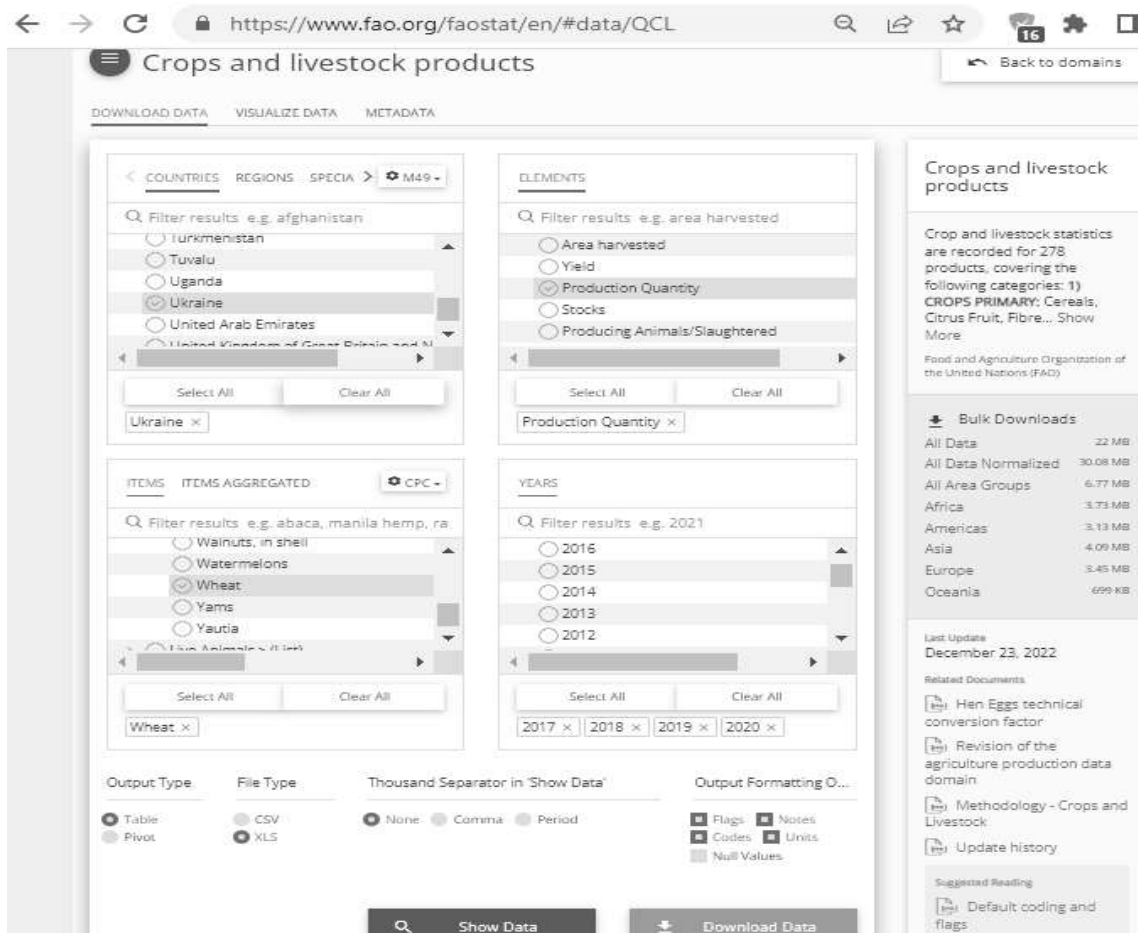 https://www.fao.org/faostat/en/#data/QCL
16
Crops and livestock products
Back to domains
DOWNLOAD DATA VISUALIZE DATA METADATA
COUNTRIES REGIONS SPECIA M49
Filter results e.g. afghanistan
Turkmenistan
Tuvalu
Uganda
Ukraine
United Arab Emirates
United Kingdom of Great Britain and N
Select All Clear All
Ukraine ×
ELEMENTS
Filter results e.g. area harvested
Area harvested
Yield
Production Quantity
Stocks
Producing Animals/Slaughtered
Select All Clear All
Production Quantity ×
ITEMS ITEMS AGGREGATED CPC
Filter results e.g. abaca, manila hemp, ra
Walnuts, in shell
Watermelons
Wheat
Yams
Yautia
Live Animals > (List)
Select All Clear All
Wheat ×
YEARS
Filter results e.g. 2021
2016
2015
2014
2013
2012
Select All Clear All
2017 × 2018 × 2019 × 2020 ×
Output Type
Table
Pivot
File Type
CSV
XLS
Thousand Separator in 'Show Data'
None Comma Period
Output Formatting O...
Flags Notes
Codes Units
Null Values
Show Data Download Data
Crops and livestock
products
Crop and livestock statistics
are recorded for 278
products, covering the
following categories: 1)
CROPS PRIMARY: Cereals,
Citrus Fruit, Fibre... Show
More
Food and Agriculture Organization of
the United Nations (FAO)
Bulk Downloads
All Data 22 MB
All Data Normalized 30.08 MB
All Area Groups 6.77 MB
Africa 3.73 MB
Americas 3.13 MB
Asia 4.09 MB
Europe 3.45 MB
Oceania 699 KB
Last Update
December 23, 2022
Related Documents
Hen Eggs technical
conversion factor
Revision of the
agriculture production data
domain
Methodology - Crops and
Livestock
Update history
Suggested Reading
Default coding and
flags